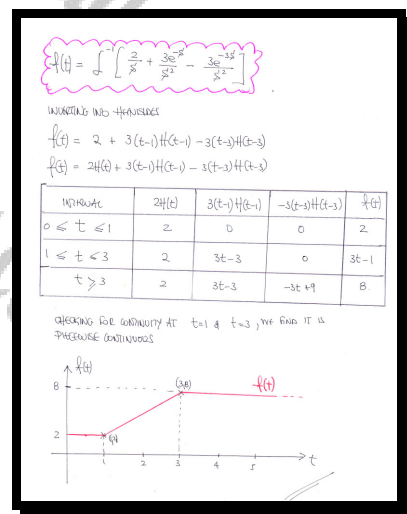 f(t) = ℒ⁻¹[2/s + 3e^-s/s² − 3e^-3s/s²]
INVERTING INTO HEAVISIDES
f(t) = 2 + 3(t-1)H(t-1) - 3(t-3)H(t-3)
f(t) = 2H(t) + 3(t-1)H(t-1) - 3(t-3)H(t-3)
INTERVAL 2H(t) 3(t-1)H(t-1) -3(t-3)H(t-3) f(t)
0 ⩽ t ⩽ 1 2 0 0 2
1 ⩽ t ⩽ 3 2 3t-3 0 3t-1
t ⩾ 3 2 3t-3 -3t+9 8
CHECKING FOR CONTINUITY AT t=1 & t=3, WE FIND IT IS
PIECEWISE CONTINUOUS
f(t)
8 (3,8) f(t)
2
1 2 3 4 5 t